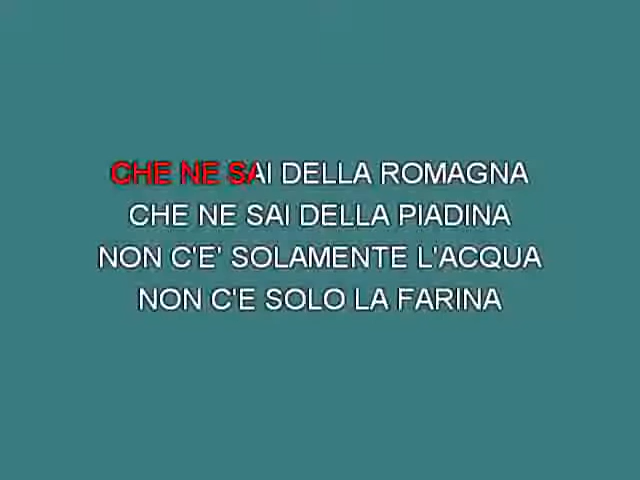 CHE NE SAI DELLA ROMAGNA
CHE NE SAI DELLA PIADINA
NON C'E' SOLAMENTE L'ACQUA
NON C'E SOLO LA FARINA